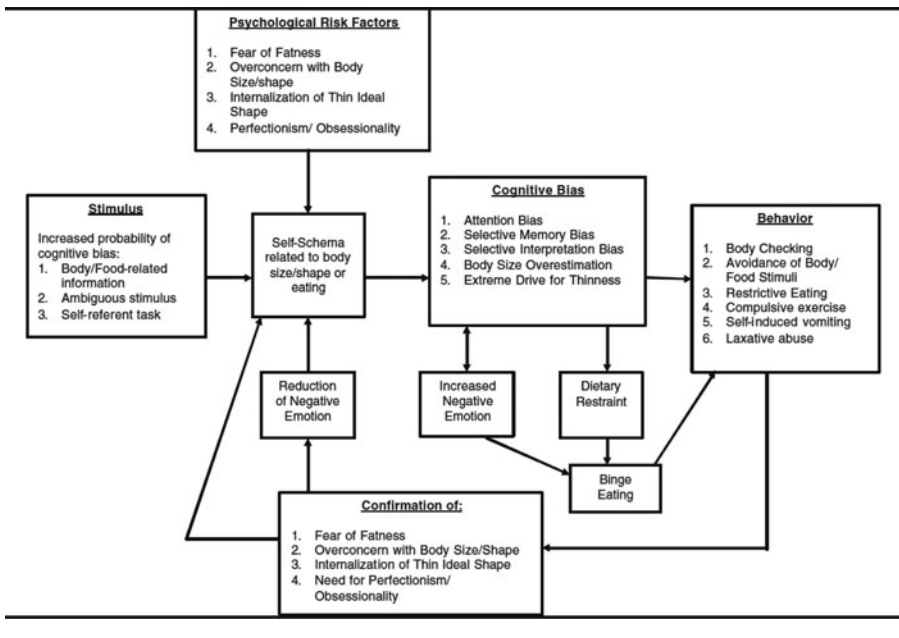 Psychological Risk Factors
1. Fear of Fatness
2. Overconcern with Body
Size/shape
3. Internalization of Thin Ideal
Shape
4. Perfectionism/ Obsessionality
Stimulus
Increased probability of
cognitive bias:
1. Body/Food-related
information
2. Ambiguous stimulus
3. Self-referent task
Self-Schema
related to body
size/shape or
eating
Cognitive Bias
1. Attention Bias
2. Selective Memory Bias
3. Selective Interpretation Bias
4. Body Size Overestimation
5. Extreme Drive for Thinness
Behavior
1. Body Checking
2. Avoidance of Body/
Food Stimuli
3. Restrictive Eating
4. Compulsive exercise
5. Self-induced vomiting
6. Laxative abuse
Reduction
of Negative
Emotion
Increased
Negative
Emotion
Dietary
Restraint
Binge
Eating
Confirmation of:
1. Fear of Fatness
2. Overconcern with Body Size/Shape
3. Internalization of Thin Ideal Shape
4. Need for Perfectionism/
Obsessionality